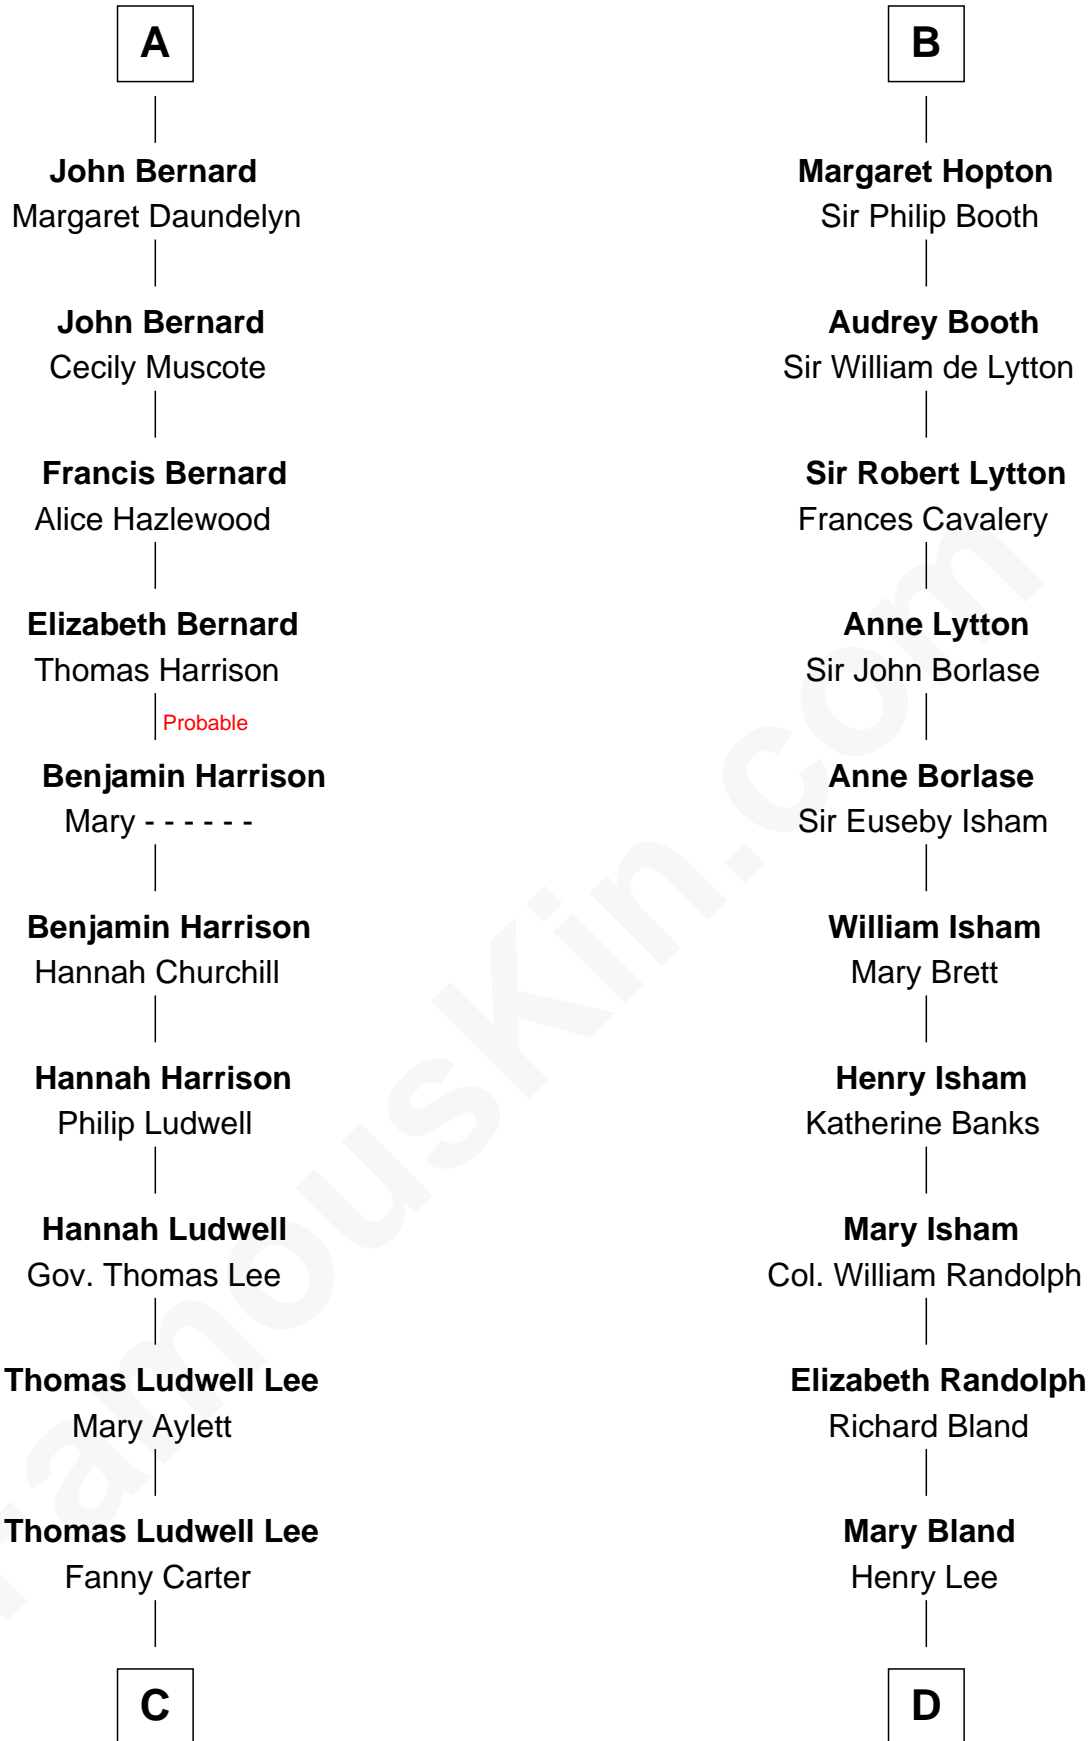 A
John Bernard
Margaret Daundelyn
John Bernard
Cecily Muscote
Francis Bernard
Alice Hazlewood
Elizabeth Bernard
Thomas Harrison
Probable
Benjamin Harrison
Mary - - - - - -
Benjamin Harrison
Hannah Churchill
Hannah Harrison
Philip Ludwell
Hannah Ludwell
Gov. Thomas Lee
Thomas Ludwell Lee
Mary Aylett
Thomas Ludwell Lee
Fanny Carter
C
B
Margaret Hopton
Sir Philip Booth
Audrey Booth
Sir William de Lytton
Sir Robert Lytton
Frances Cavalery
Anne Lytton
Sir John Borlase
Anne Borlase
Sir Euseby Isham
William Isham
Mary Brett
Henry Isham
Katherine Banks
Mary Isham
Col. William Randolph
Elizabeth Randolph
Richard Bland
Mary Bland
Henry Lee
D
FamousKin.com